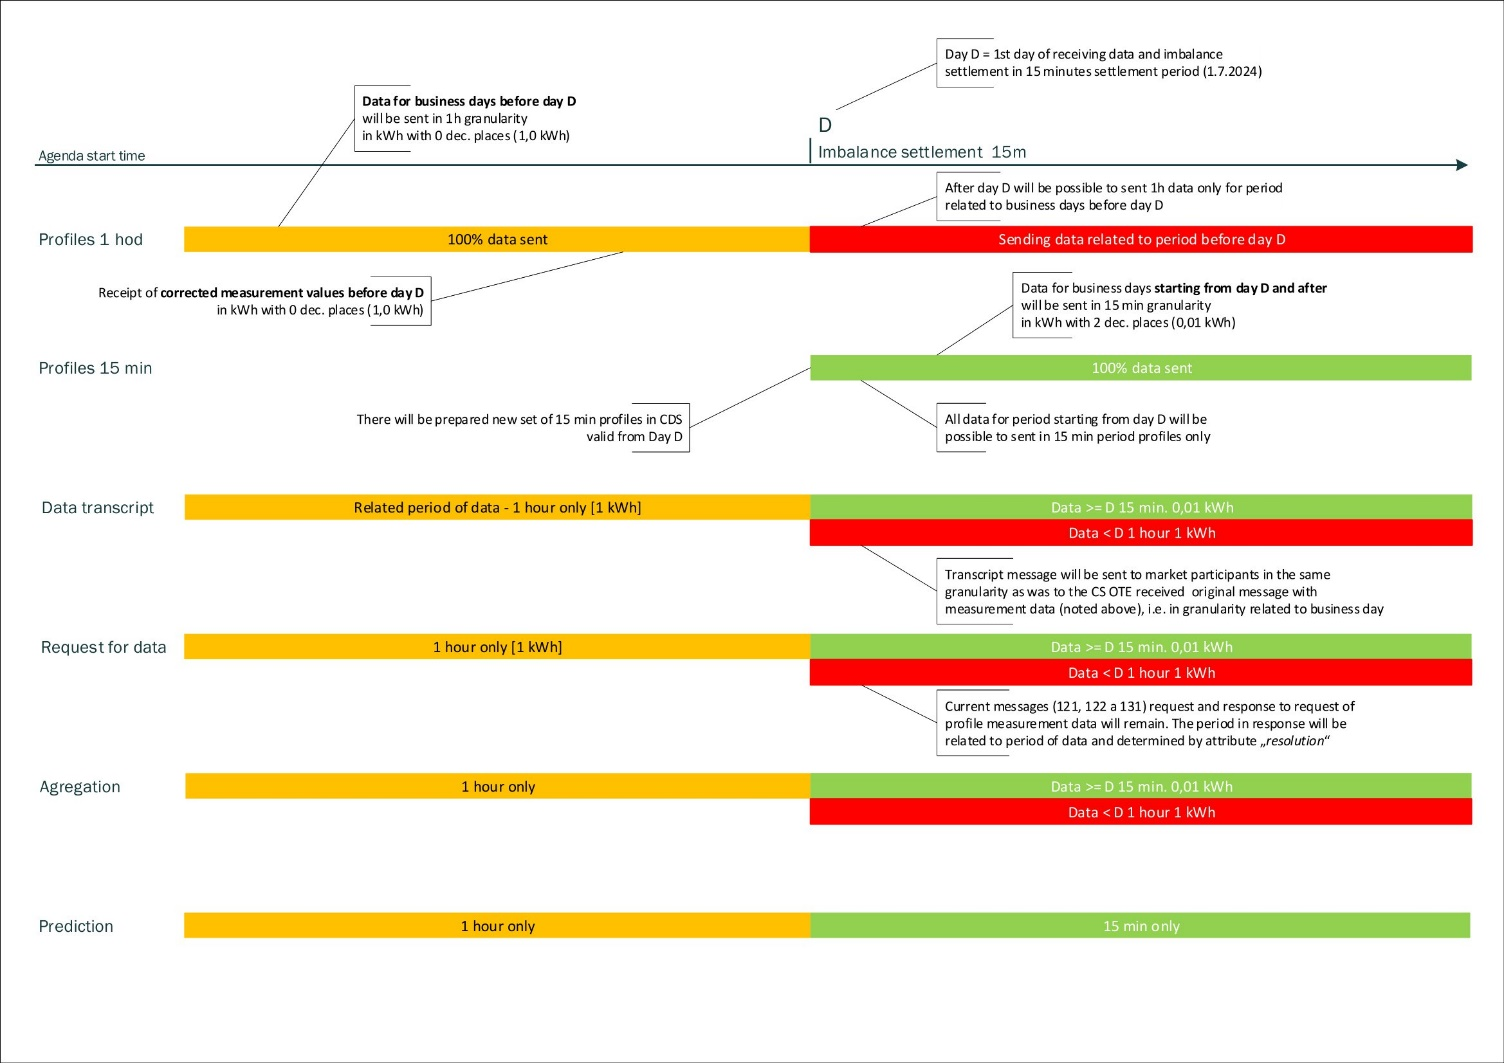 Day D = 1st day of receiving data and imbalance
settlement in 15 minutes settlement period (1.7.2024)
Data for business days before day D
will be sent in 1h granularity
in kWh with 0 dec. places (1,0 kWh)
D
Agenda start time
Imbalance settlement 15m
After day D will be possible to sent 1h data only for period
related to business days before day D
Profiles 1 hod
100% data sent
Sending data related to period before day D
Receipt of corrected measurement values before day D
in kWh with 0 dec. places (1,0 kWh)
Data for business days starting from day D and after
will be sent in 15 min granularity
in kWh with 2 dec. places (0,01 kWh)
Profiles 15 min
100% data sent
There will be prepared new set of 15 min profiles in CDS
valid from Day D
All data for period starting from day D will be
possible to sent in 15 min period profiles only
Data transcript
Related period of data - 1 hour only [1 kWh]
Data >= D 15 min. 0,01 kWh
Data < D 1 hour 1 kWh
Transcript message will be sent to market participants in the same
granularity as was to the CS OTE received original message with
measurement data (noted above), i.e. in granularity related to business day
Request for data
1 hour only [1 kWh]
Data >= D 15 min. 0,01 kWh
Data < D 1 hour 1 kWh
Current messages (121, 122 a 131) request and response to request of
profile measurement data will remain. The period in response will be
related to period of data and determined by attribute „resolution“
Agregation
1 hour only
Data >= D 15 min. 0,01 kWh
Data < D 1 hour 1 kWh
Prediction
1 hour only
15 min only